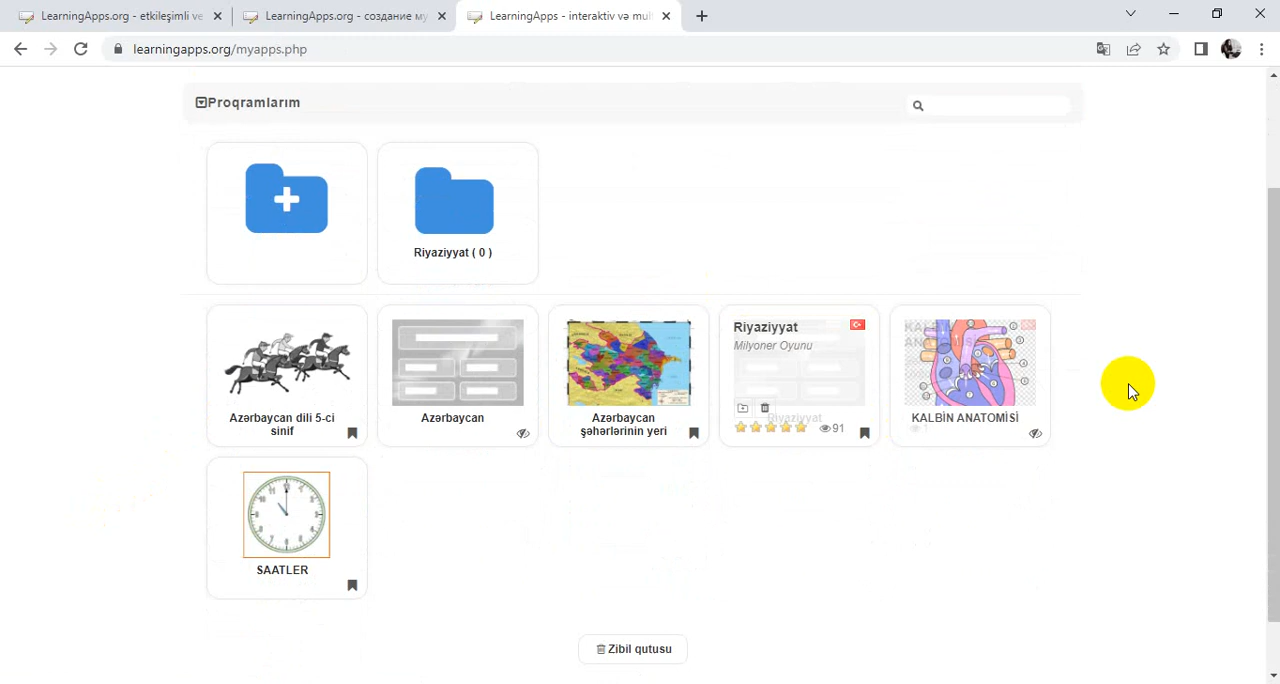 LearningApps.org - etkileşimli ve
LearningApps.org - создание му
LearningApps - interaktiv və mul
learningapps.org/myapps.php
Proqramlarım
Riyaziyyat ( 0 )
Azərbaycan dili 5-ci
sinif
Azərbaycan
Azərbaycan
şəhərlərinin yeri
Riyaziyyat
Milyoner Oyunu
Riyaziyyat
91
KALBİN ANATOMİSİ
SAATLER
Zibil qutusu